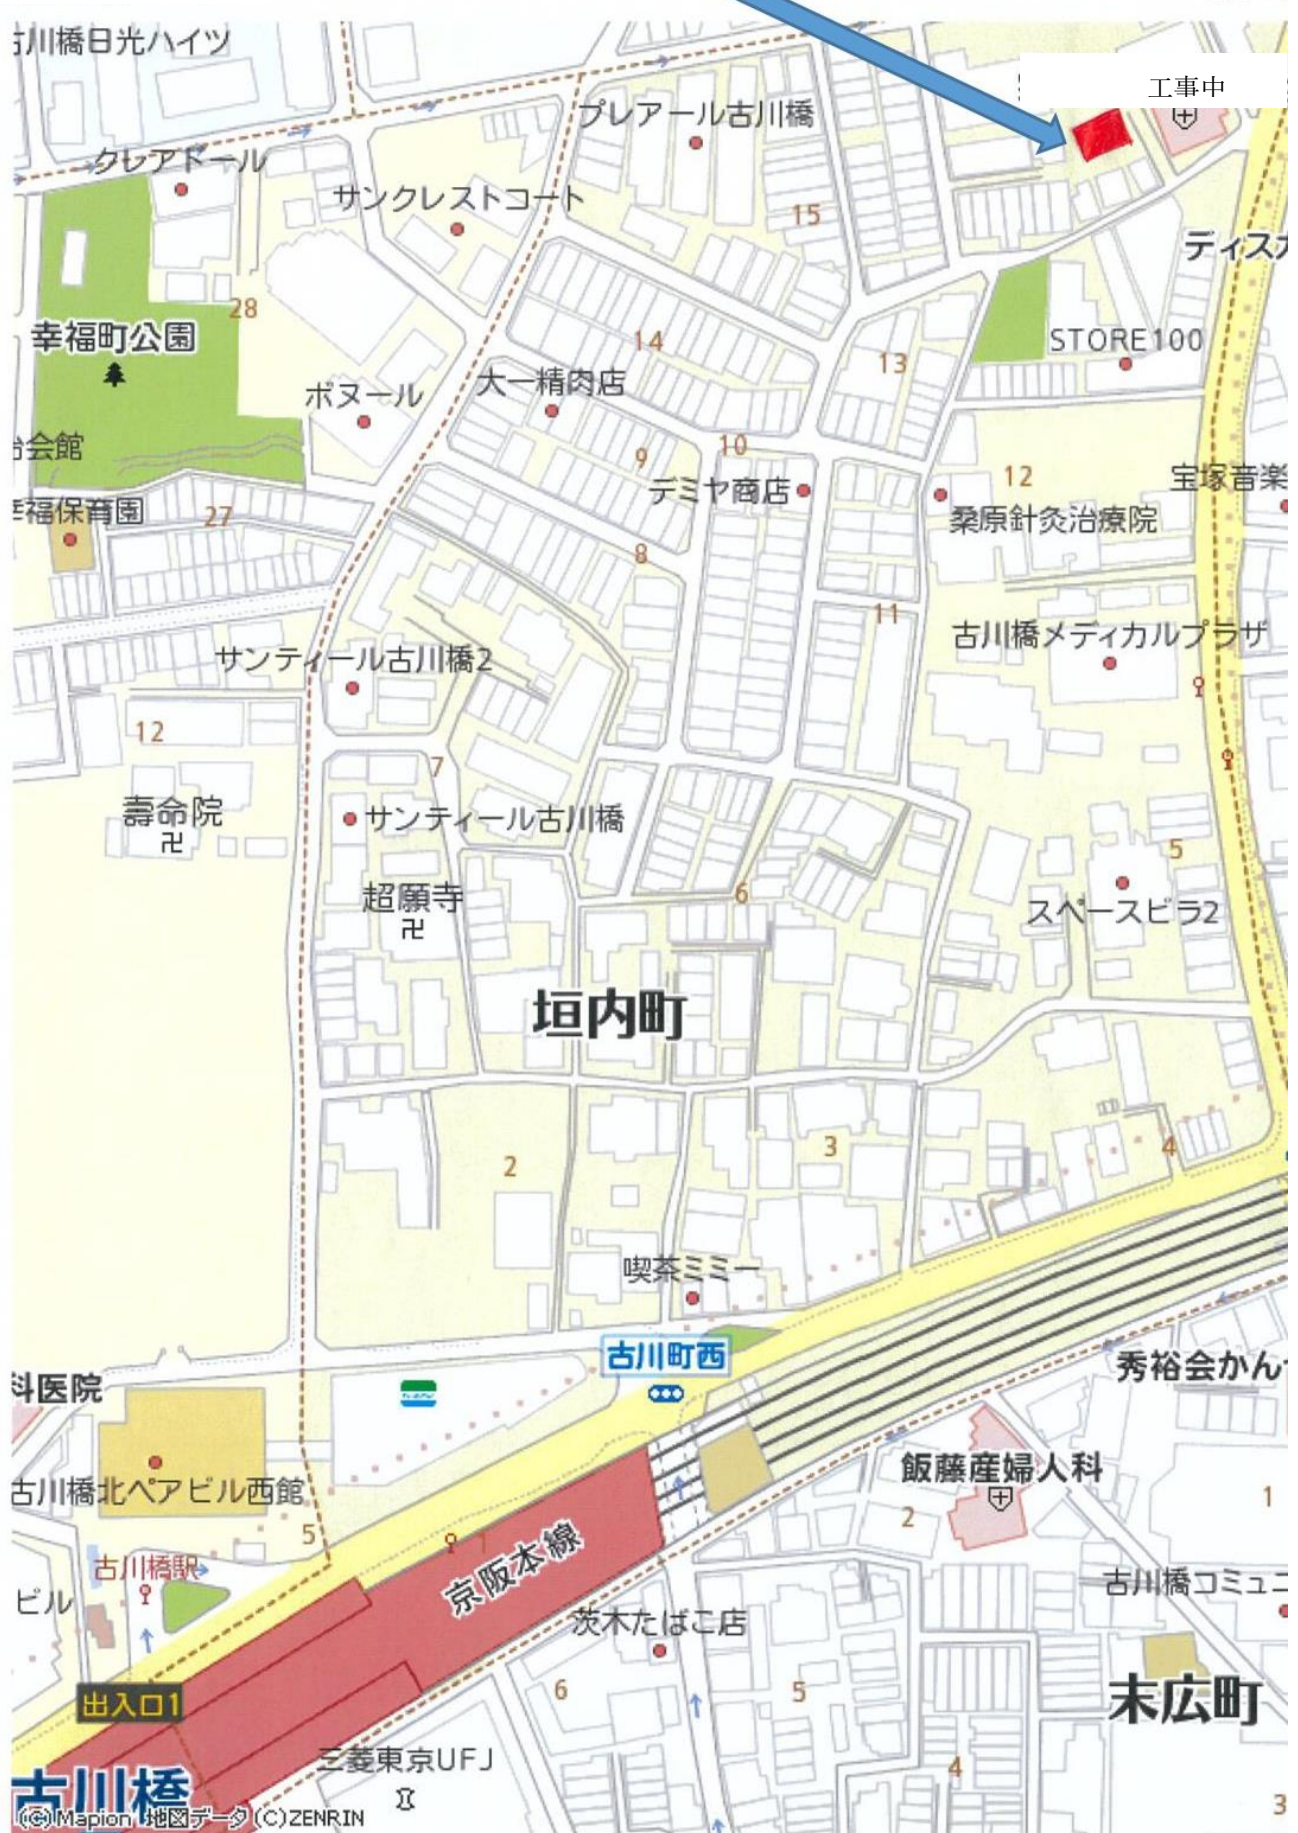 古川橋日光ハイツ
工事中
プレアール古川橋
クレアドール
サンクレストコート
15
ディスカ
28
幸福町公園
14
STORE100
13
大一精肉店
ボヌール
治会館
10
9
12
宝塚音楽
デミヤ商店
幸福保育園
27
桑原針灸治療院
8
11
古川橋メディカルプラザ
サンティール古川橋2
12
7
壽命院
サンティール古川橋
5
超願寺
6
スペースビラ2
垣内町
2
3
4
喫茶ミミー
古川町西
秀裕会かん
科医院
飯藤産婦人科
古川橋北ペアビル西館
1
2
5
1
京阪本線
古川橋駅
ビル
古川橋コミュニ
茨木たばこ店
6
5
末広町
出入口1
三菱東京UFJ
4
古川橋
3
(C)Mapion 地図データ(C)ZENRIN